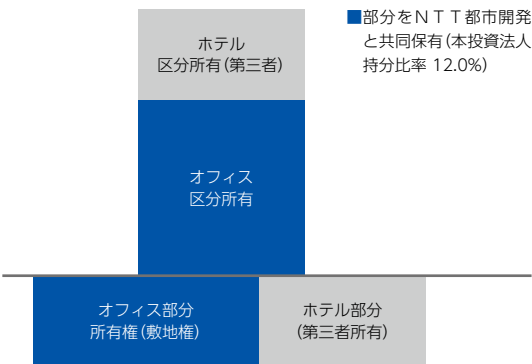 ■部分をNTT都市開発
と共同保有(本投資法人
持分比率 12.0%)
ホテル
区分所有(第三者)
オフィス
区分所有
オフィス部分
所有権(敷地権)
ホテル部分
(第三者所有)